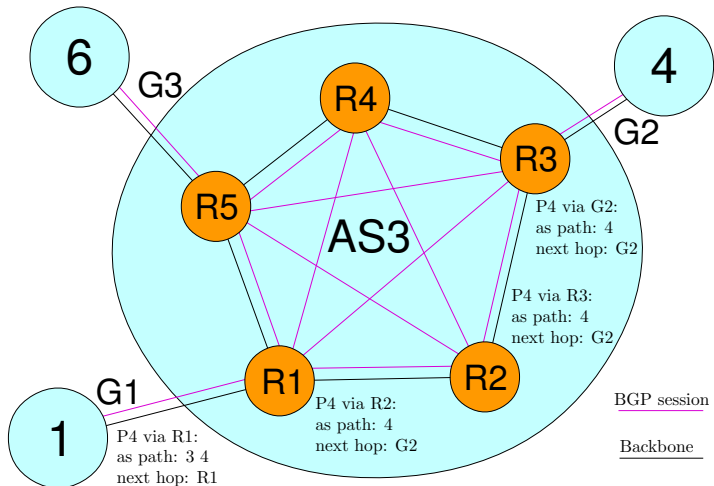 6
G3
R4
4
G2
R3
R5
AS3
P4 via G2:
as path: 4
next hop: G2
P4 via R3:
as path: 4
next hop: G2
G1
R1
R2
1
P4 via R2:
as path: 4
next hop: G2
P4 via R1:
as path: 3 4
next hop: R1
BGP session
Backbone